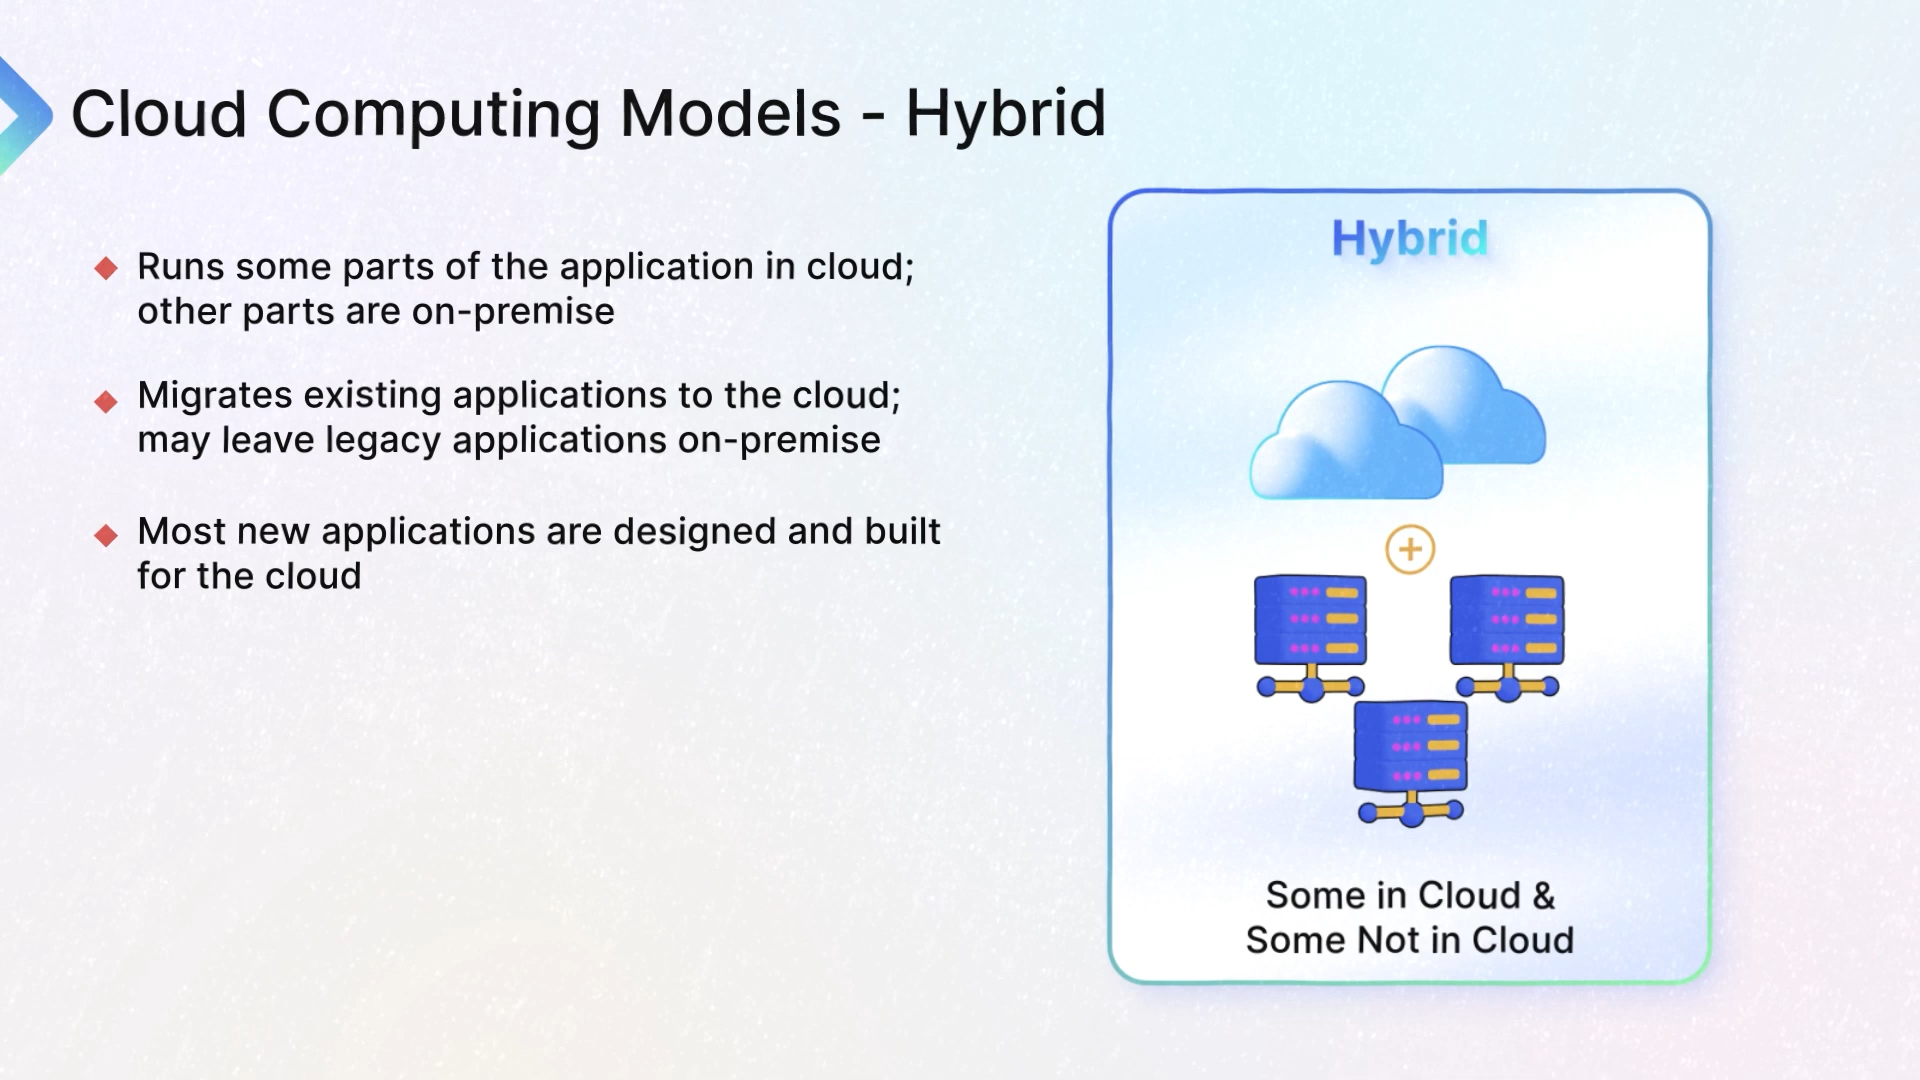 Cloud Computing Models - Hybrid
Runs some parts of the application in cloud;
other parts are on-premise
Migrates existing applications to the cloud;
may leave legacy applications on-premise
Most new applications are designed and built
for the cloud
Hybrid
Some in Cloud &
Some Not in Cloud